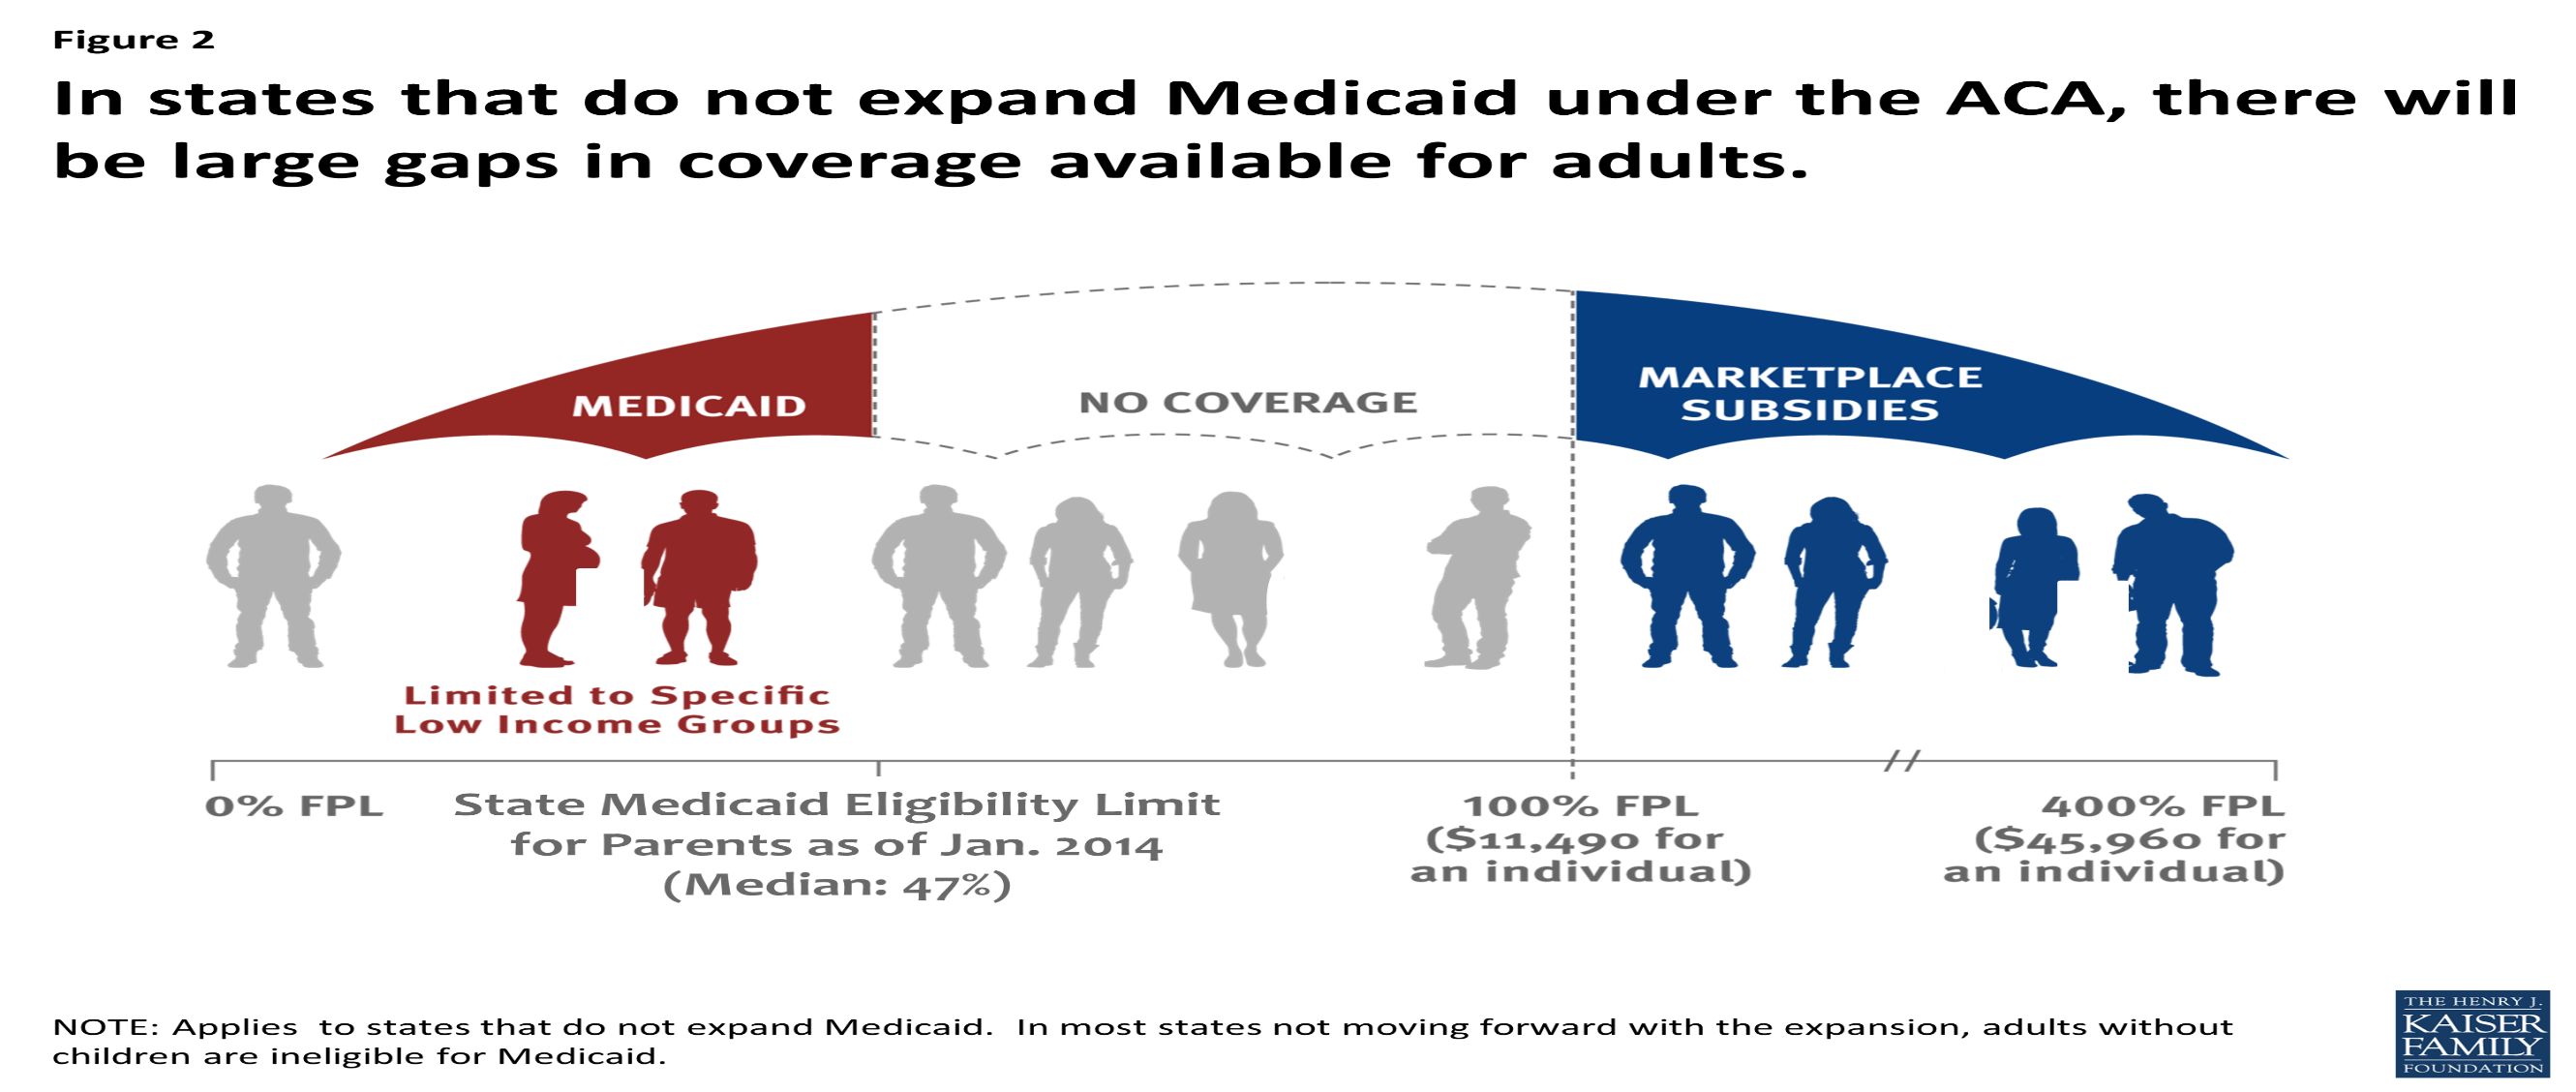 Figure 2
In states that do not expand Medicaid under the ACA, there will
be large gaps in coverage available for adults.
MEDICAID
NO COVERAGE
MARKETPLACE
SUBSIDIES
Limited to Specific
Low Income Groups
0% FPL
State Medicaid Eligibility Limit
for Parents as of Jan. 2014
(Median: 47%)
100% FPL
($11,490 for
an individual)
400% FPL
($45,960 for
an individual)
NOTE: Applies to states that do not expand Medicaid. In most states not moving forward with the expansion, adults without
children are ineligible for Medicaid.
THE HENRY J.
KAISER
FAMILY
FOUNDATION